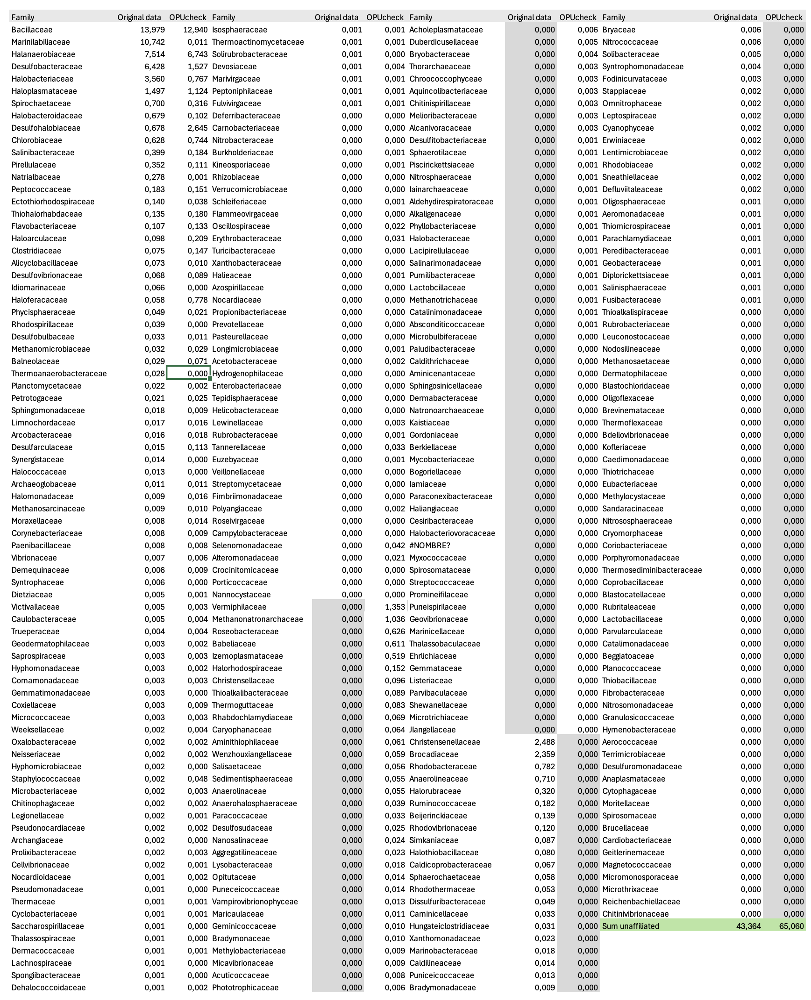 Family Original data OPUcheck Family Original data OPUcheck Family Original data OPUcheck Family Original data OPUcheck
Bacillaceae 13,979 12,940 Isosphaeraceae 0,001 0,001 Acholeplasmataceae 0,000 0,006 Bryaceae 0,006 0,000
Marinilabiliaceae 10,742 0,011 Thermoactinomycetaceae 0,001 0,001 Duberdicusellaceae 0,000 0,005 Nitrococcaceae 0,006 0,000
Halanaerobiaceae 7,514 6,743 Solirubrobacteraceae 0,001 0,000 Bryobacteraceae 0,000 0,004 Solibacteraceae 0,005 0,000
Desulfobacteraceae 6,428 1,527 Devosiaceae 0,001 0,004 Thorarchaeaceae 0,000 0,003 Syntrophomonadaceae 0,004 0,000
Halobacteriaceae 3,560 0,767 Marivirgaceae 0,001 0,001 Chroococcophyceae 0,000 0,003 Fodinicurvataceae 0,003 0,000
Haloplasmataceae 1,497 1,124 Peptoniphilaceae 0,001 0,001 Aquincolibacteriaceae 0,000 0,003 Stappiaceae 0,002 0,000
Spirochaetaceae 0,700 0,316 Fulvivirgaceae 0,001 0,001 Chitinispirillaceae 0,000 0,003 Omnitrophaceae 0,002 0,000
Halobacteroidaceae 0,679 0,102 Deferribacteraceae 0,000 0,000 Melioribacteraceae 0,000 0,003 Leptospiraceae 0,002 0,000
Desulfohalobiaceae 0,678 2,645 Carnobacteriaceae 0,000 0,000 Alcanivoracaceae 0,000 0,003 Cyanophyceae 0,002 0,000
Chlorobiaceae 0,628 0,744 Nitrobacteraceae 0,000 0,000 Desulfitobacteriaceae 0,000 0,001 Erwiniaceae 0,002 0,000
Salinibacteraceae 0,399 0,184 Burkholderiaceae 0,000 0,001 Sphaerotilaceae 0,000 0,001 Lentimicrobiaceae 0,002 0,000
Pirellulaceae 0,352 0,111 Kineosporiaceae 0,000 0,001 Piscirickettsiaceae 0,000 0,001 Rhodobiaceae 0,002 0,000
Natrialbaceae 0,278 0,001 Rhizobiaceae 0,000 0,000 Nitrosphaeraceae 0,000 0,001 Sneathiellaceae 0,002 0,000
Peptococcaceae 0,183 0,151 Verrucomicrobiaceae 0,000 0,000 Iainarchaeaceae 0,000 0,001 Defluviitaleaceae 0,002 0,000
Ectothiorhodospiraceae 0,140 0,038 Schleiferiaceae 0,000 0,001 Aldehydirespiratoraceae 0,000 0,001 Oligosphaeraceae 0,001 0,000
Thiohalorhabdaceae 0,135 0,180 Flammeovirgaceae 0,000 0,000 Alkaligenaceae 0,000 0,001 Aeromonadaceae 0,001 0,000
Flavobacteriaceae 0,107 0,133 Oscillospiraceae 0,000 0,022 Phyllobacteriaceae 0,000 0,001 Thiomicrospiraceae 0,001 0,000
Haloarculaceae 0,098 0,209 Erythrobacteraceae 0,000 0,031 Halobacteraceae 0,000 0,001 Parachlamydiaceae 0,001 0,000
Clostridiaceae 0,075 0,147 Turicibacteraceae 0,000 0,000 Lacipirellulaceae 0,000 0,001 Peredibacteraceae 0,001 0,000
Alicyclobacillaceae 0,073 0,010 Xanthobacteraceae 0,000 0,000 Salinarimonadaceae 0,000 0,001 Geobacteraceae 0,001 0,000
Desulfovibrionaceae 0,068 0,089 Halieaceae 0,000 0,001 Pumilibacteraceae 0,000 0,001 Diplorickettsiaceae 0,001 0,000
Idiomarinaceae 0,066 0,000 Azospirillaceae 0,000 0,000 Lactobcillaceae 0,000 0,001 Salinisphaeraceae 0,001 0,000
Haloferacaceae 0,058 0,778 Nocardiaceae 0,000 0,000 Methanotrichaceae 0,000 0,001 Fusibacteraceae 0,001 0,000
Phycisphaeraceae 0,049 0,021 Propionibacteriaceae 0,000 0,000 Catalinimonadaceae 0,000 0,001 Thioalkalispiraceae 0,000 0,000
Rhodospirillaceae 0,039 0,000 Prevotellaceae 0,000 0,000 Absconditicoccaceae 0,000 0,001 Rubrobacteriaceae 0,000 0,000
Desulfobulbaceae 0,033 0,011 Pasteurellaceae 0,000 0,000 Microbulbiferaceae 0,000 0,000 Leuconostocaceae 0,000 0,000
Methanomicrobiaceae 0,032 0,029 Longimicrobiaceae 0,000 0,001 Paludibacteraceae 0,000 0,000 Nodosilineaceae 0,000 0,000
Balneolaceae 0,029 0,071 Acetobacteraceae 0,000 0,002 Caldithrichaceae 0,000 0,000 Methanosaetaceae 0,000 0,000
Thermoanaerobacteraceae 0,028 0,000 Hydrogenophilaceae 0,000 0,000 Aminicenantaceae 0,000 0,000 Dermatophilaceae 0,000 0,000
Planctomycetaceae 0,022 0,002 Enterobacteriaceae 0,000 0,000 Sphingosinicellaceae 0,000 0,000 Blastochloridaceae 0,000 0,000
Petrotogaceae 0,021 0,025 Tepidisphaeraceae 0,000 0,000 Dermabacteraceae 0,000 0,000 Oligoflexaceae 0,000 0,000
Sphingomonadaceae 0,018 0,009 Helicobacteraceae 0,000 0,000 Natronoarchaeaceae 0,000 0,000 Brevinemataceae 0,000 0,000
Limnochordaceae 0,017 0,016 Lewinellaceae 0,000 0,003 Kaistiaceae 0,000 0,000 Thermoflexaceae 0,000 0,000
Arcobacteraceae 0,016 0,018 Rubrobacteraceae 0,000 0,001 Gordoniaceae 0,000 0,000 Bdellovibrionaceae 0,000 0,000
Desulfarculaceae 0,015 0,113 Tannerellaceae 0,000 0,033 Berkiellaceae 0,000 0,000 Kofleriaceae 0,000 0,000
Synergistaceae 0,014 0,000 Euzebyaceae 0,000 0,001 Mycobacteriaceae 0,000 0,000 Caedimonadaceae 0,000 0,000
Halococcaceae 0,013 0,000 Veillonellaceae 0,000 0,000 Bogoriellaceae 0,000 0,000 Thiotrichaceae 0,000 0,000
Archaeoglobaceae 0,011 0,011 Streptomycetaceae 0,000 0,000 Iamiaceae 0,000 0,000 Eubacteriaceae 0,000 0,000
Halomonadaceae 0,009 0,016 Fimbriimonadaceae 0,000 0,000 Paraconexibacteraceae 0,000 0,000 Methylocystaceae 0,000 0,000
Methanosarcinaceae 0,009 0,010 Polyangiaceae 0,000 0,002 Haliangiaceae 0,000 0,000 Sandaracinaceae 0,000 0,000
Moraxellaceae 0,008 0,014 Roseivirgaceae 0,000 0,000 Cesiribacteraceae 0,000 0,000 Nitrososphaeraceae 0,000 0,000
Corynebacteriaceae 0,008 0,009 Campylobacteraceae 0,000 0,000 Halobacteriovoracaceae 0,000 0,000 Cryomorphaceae 0,000 0,000
Paenibacillaceae 0,008 0,008 Selenomonadaceae 0,000 0,042 #NOMBRE? 0,000 0,000 Coriobacteriaceae 0,000 0,000
Vibrionaceae 0,007 0,006 Alteromonadaceae 0,000 0,021 Myxococcaceae 0,000 0,000 Porphyromonadaceae 0,000 0,000
Demequinaceae 0,006 0,009 Crocinitomicaceae 0,000 0,000 Spirosomataceae 0,000 0,000 Thermosediminibacteraceae 0,000 0,000
Syntrophaceae 0,006 0,000 Porticoccaceae 0,000 0,000 Streptococcaceae 0,000 0,000 Coprobacillaceae 0,000 0,000
Dietziaceae 0,005 0,001 Nannocystaceae 0,000 0,000 Promineifilaceae 0,000 0,000 Blastocatellaceae 0,000 0,000
Victivallaceae 0,005 0,003 Vermiphilaceae 0,000 1,353 Puneispirilaceae 0,000 0,000 Rubritaleaceae 0,000 0,000
Caulobacteraceae 0,005 0,004 Methanonatronarchaceae 0,000 1,036 Geovibrionaceae 0,000 0,000 Lactobacillaceae 0,000 0,000
Trueperaceae 0,004 0,004 Roseobacteraceae 0,000 0,626 Marinicellaceae 0,000 0,000 Parvularculaceae 0,000 0,000
Geodermatophilaceae 0,003 0,002 Babeliaceae 0,000 0,611 Thalassobaculaceae 0,000 0,000 Catalimonadaceae 0,000 0,000
Saprospiraceae 0,003 0,003 Izemoplasmataceae 0,000 0,519 Ehrlichiaceae 0,000 0,000 Beggiatoaceae 0,000 0,000
Hyphomonadaceae 0,003 0,002 Halorhodospiraceae 0,000 0,152 Gemmataceae 0,000 0,000 Planococcaceae 0,000 0,000
Comamonadaceae 0,003 0,003 Christensellaceae 0,000 0,096 Listeriaceae 0,000 0,000 Thiobacillaceae 0,000 0,000
Gemmatimonadaceae 0,003 0,000 Thioalkalibacteraceae 0,000 0,089 Parvibaculaceae 0,000 0,000 Fibrobacteraceae 0,000 0,000
Coxiellaceae 0,003 0,009 Thermoguttaceae 0,000 0,083 Shewanellaceae 0,000 0,000 Nitrosomonadaceae 0,000 0,000
Micrococcaceae 0,003 0,003 Rhabdochlamydiaceae 0,000 0,069 Microtrichiaceae 0,000 0,000 Granulosicoccaceae 0,000 0,000
Weeksellaceae 0,002 0,004 Caryophanaceae 0,000 0,064 JIangellaceae 0,000 0,000 Hymenobacteraceae 0,000 0,000
Oxalobacteraceae 0,002 0,002 Aminithiophilaceae 0,000 0,061 Christensenellaceae 2,488 0,000 Aerococcaceae 0,000 0,000
Neisseriaceae 0,002 0,002 Wenzhouxiangellaceae 0,000 0,059 Brocadiaceae 2,359 0,000 Terrimicrobiaceae 0,000 0,000
Hyphomicrobiaceae 0,002 0,000 Salisaetaceae 0,000 0,056 Rhodobacteraceae 0,782 0,000 Desulfuromonadaceae 0,000 0,000
Staphylococcaceae 0,002 0,048 Sedimentisphaeraceae 0,000 0,055 Anaerolineaceae 0,710 0,000 Anaplasmataceae 0,000 0,000
Microbacteriaceae 0,002 0,003 Anaerolinaceae 0,000 0,055 Halorubraceae 0,320 0,000 Cytophagaceae 0,000 0,000
Chitinophagaceae 0,002 0,002 Anaerohalosphaeraceae 0,000 0,039 Ruminococcaceae 0,182 0,000 Moritellaceae 0,000 0,000
Legionellaceae 0,002 0,001 Paracoccaceae 0,000 0,033 Beijerinckiaceae 0,139 0,000 Spirosomaceae 0,000 0,000
Pseudonocardiaceae 0,002 0,002 Desulfosudaceae 0,000 0,025 Rhodovibrionaceae 0,120 0,000 Brucellaceae 0,000 0,000
Archangiaceae 0,002 0,000 Nanosalinaceae 0,000 0,024 Simkaniaceae 0,087 0,000 Cardiobacteriaceae 0,000 0,000
Prolixibacteraceae 0,002 0,003 Aggregatilineaceae 0,000 0,023 Halothiobacillaceae 0,080 0,000 Geitlerinemaceae 0,000 0,000
Cellvibrionaceae 0,002 0,001 Lysobacteraceae 0,000 0,018 Caldicoprobacteraceae 0,067 0,000 Magnetococcaceae 0,000 0,000
Nocardioidaceae 0,001 0,002 Opitutaceae 0,000 0,014 Sphaerochaetaceae 0,058 0,000 Micromonosporaceae 0,000 0,000
Pseudomonadaceae 0,001 0,000 Puneceicoccaceae 0,000 0,014 Rhodothermaceae 0,053 0,000 Microthrixaceae 0,000 0,000
Thermaceae 0,001 0,001 Vampirovibrionophyceae 0,000 0,013 Dissulfuribacteraceae 0,049 0,000 Reichenbachiellaceae 0,000 0,000
Cyclobacteriaceae 0,001 0,001 Maricaulaceae 0,000 0,011 Caminicellaceae 0,033 0,000 Chitinivibrionaceae 0,000 0,000
Saccharospirillaceae 0,001 0,000 Geminicoccaceae 0,000 0,010 Hungateiclostridiaceae 0,031 0,000 Sum unaffiliated 43,364 65,060
Thalassospiraceae 0,001 0,000 Bradymonaceae 0,000 0,010 Xanthomonadaceae 0,023 0,000
Dermacoccaceae 0,001 0,001 Methylobacteriaceae 0,000 0,009 Marinobacteraceae 0,018 0,000
Lachnospiraceae 0,001 0,000 Micavibrionaceae 0,000 0,009 Caldilineaceae 0,014 0,000
Spongiibacteraceae 0,001 0,000 Acuticoccaceae 0,000 0,008 Puniceicoccaceae 0,013 0,000
Dehalococcoidaceae 0,001 0,002 Phototrophicaceae 0,000 0,006 Bradymonadaceae 0,009 0,000